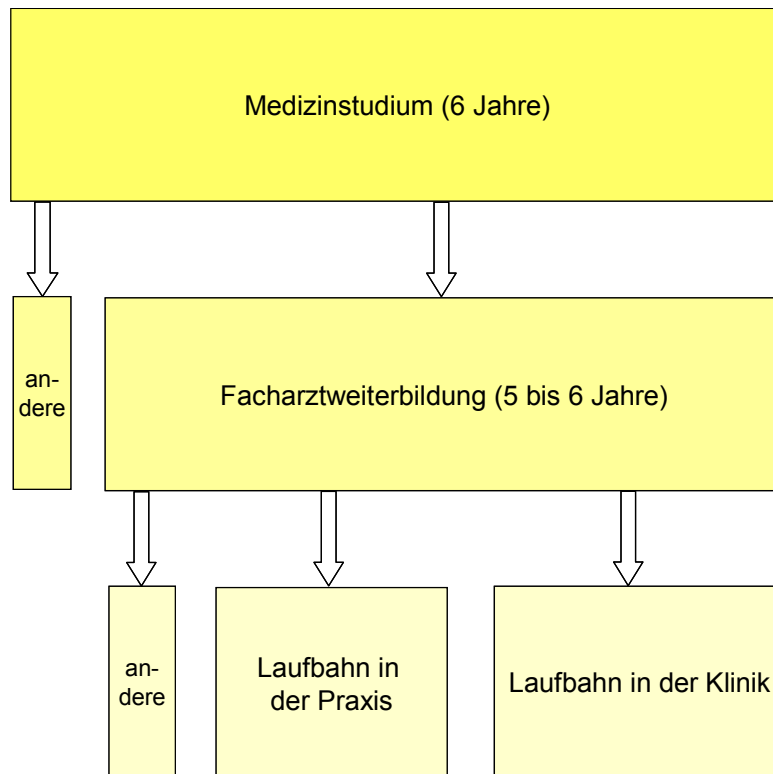 Medizinstudium (6 Jahre)
an-
dere
Facharztweiterbildung (5 bis 6 Jahre)
an-
dere
Laufbahn in
der Praxis
Laufbahn in der Klinik